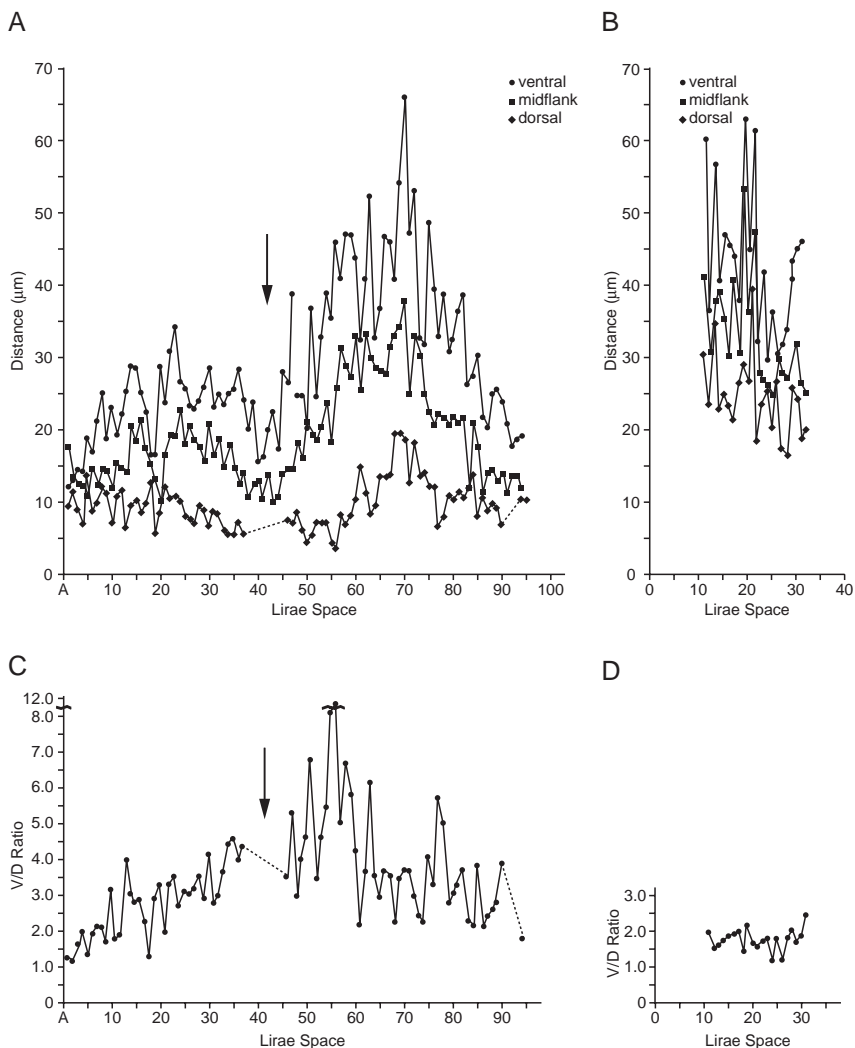 A
70
60
50
40
30
20
10
0
Distance (μm)
ventral
midflank
dorsal
A 10 20 30 40 50 60 70 80 90 100
Lirae Space
B
70
60
50
40
30
20
10
0
Distance (μm)
ventral
midflank
dorsal
0 10 20 30 40
Lirae Space
C
12.0
8.0
7.0
6.0
5.0
4.0
3.0
2.0
1.0
0
V/D Ratio
A 10 20 30 40 50 60 70 80 90
Lirae Space
D
3.0
2.0
1.0
0
V/D Ratio
0 10 20 30
Lirae Space